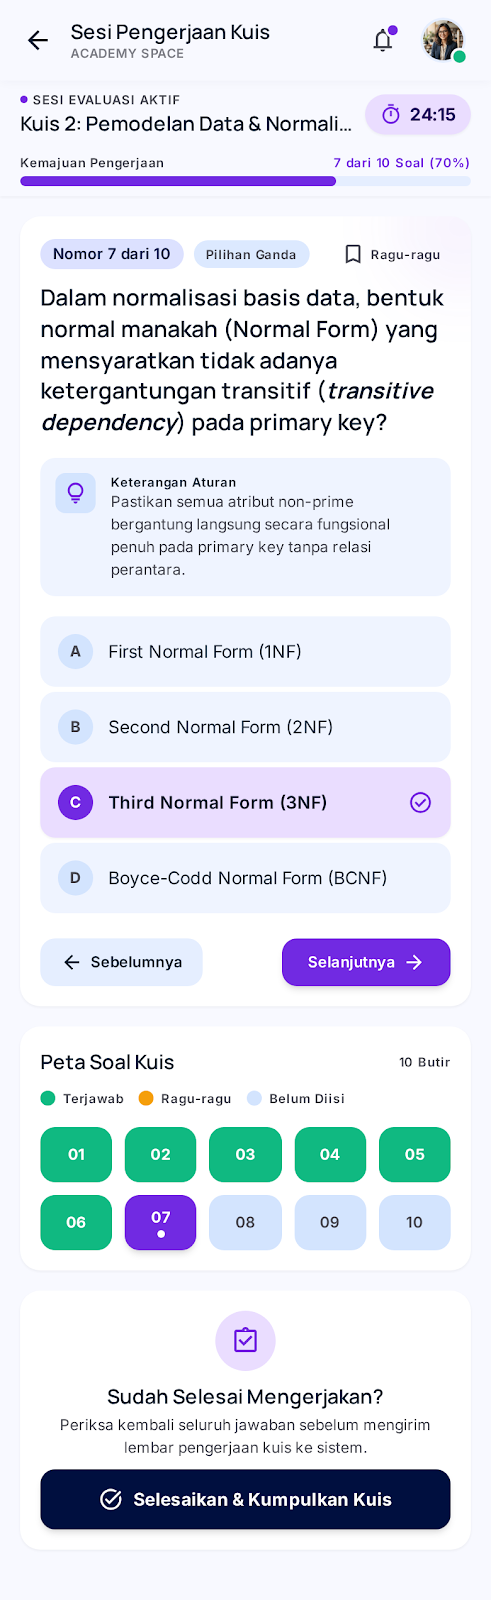 Sesi Pengerjaan Kuis
ACADEMY SPACE
SESI EVALUASI AKTIF
Kuis 2: Pemodelan Data & Normali...
24:15
Kemajuan Pengerjaan
7 dari 10 Soal (70%)
Nomor 7 dari 10
Pilihan Ganda
Ragu-ragu
Dalam normalisasi basis data, bentuk
normal manakah (Normal Form) yang
mensyaratkan tidak adanya
ketergantungan transitif (transitive
dependency) pada primary key?
Keterangan Aturan
Pastikan semua atribut non-prime
bergantung langsung secara fungsional
penuh pada primary key tanpa relasi
perantara.
A First Normal Form (1NF)
B Second Normal Form (2NF)
C Third Normal Form (3NF)
D Boyce-Codd Normal Form (BCNF)
Sebelumnya
Selanjutnya
Peta Soal Kuis
10 Butir
Terjawab Ragu-ragu Belum Diisi
01 02 03 04 05
06 07 08 09 10
Sudah Selesai Mengerjakan?
Periksa kembali seluruh jawaban sebelum mengirim
lembar pengerjaan kuis ke sistem.
Selesaikan & Kumpulkan Kuis